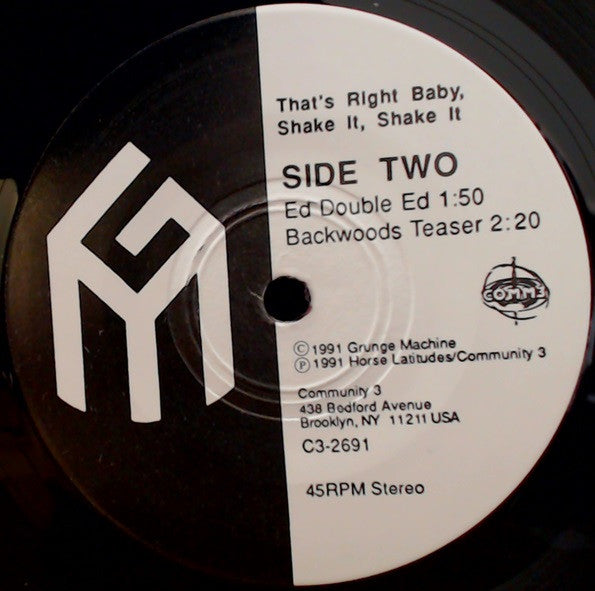 That's Right Baby,
Shake It, Shake It
SIDE TWO
Ed Double Ed 1:50
Backwoods Teaser 2:20
COMM3
© 1991 Grunge Machine
℗ 1991 Horse Latitudes/Community 3
Community 3
438 Bedford Avenue
Brooklyn, NY 11211 USA
C3-2691
45RPM Stereo
GM